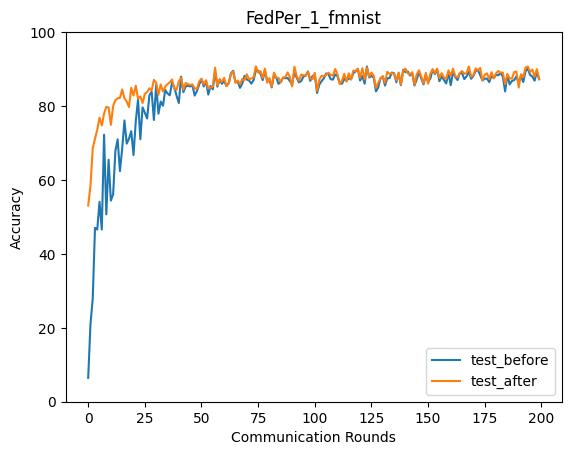 FedPer_1_fmnist
100
80
60
40
20
0
Accuracy
0 25 50 75 100 125 150 175 200
Communication Rounds
test_before
test_after